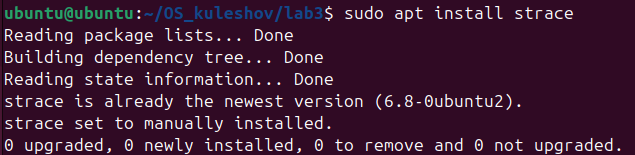 ubuntu@ubuntu:~/OS_kuleshov/lab3$ sudo apt install strace
Reading package lists... Done
Building dependency tree... Done
Reading state information... Done
strace is already the newest version (6.8-0ubuntu2).
strace set to manually installed.
0 upgraded, 0 newly installed, 0 to remove and 0 not upgraded.